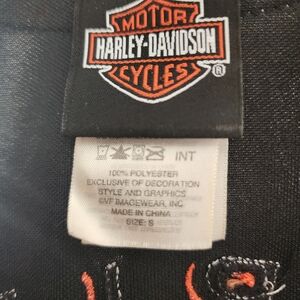 MOTOR
HARLEY-DAVIDSON
CYCLES ®
INT
100% POLYESTER
EXCLUSIVE OF DECORATION
STYLE AND GRAPHICS
©VF IMAGEWEAR, INC.
MADE IN CHINA
SIZE: S